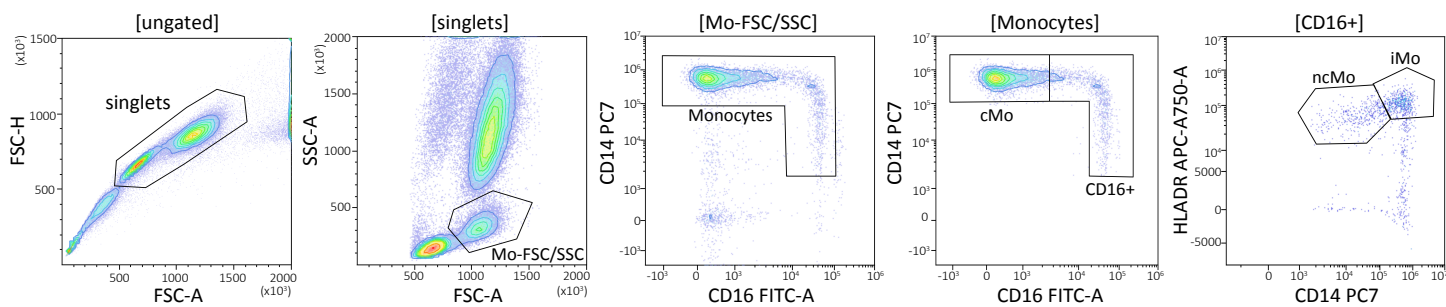 [ungated]
(x10³)
1500
1000
500
singlets
FSC-H
500
1000
1500
2000
(x10³)
FSC-A
[singlets]
(x10³)
2000
1500
1000
500
SSC-A
Mo-FSC/SSC
500
1000
1500
2000
(x10³)
FSC-A
[Mo-FSC/SSC]
10⁷
10⁶
10⁵
10⁴
10³
0
-10³
CD14 PC7
Monocytes
-10³
0
10³
10⁴
10⁵
10⁶
CD16 FITC-A
[Monocytes]
10⁷
10⁶
10⁵
10⁴
10³
0
-10³
CD14 PC7
cMo
CD16+
-10³
0
10³
10⁴
10⁵
10⁶
CD16 FITC-A
[CD16+]
10⁷
10⁶
10⁵
10⁴
5000
0
-5000
HLADR APC-A750-A
ncMo
iMo
0
10³
10⁴
10⁵
10⁶
10⁷
CD14 PC7